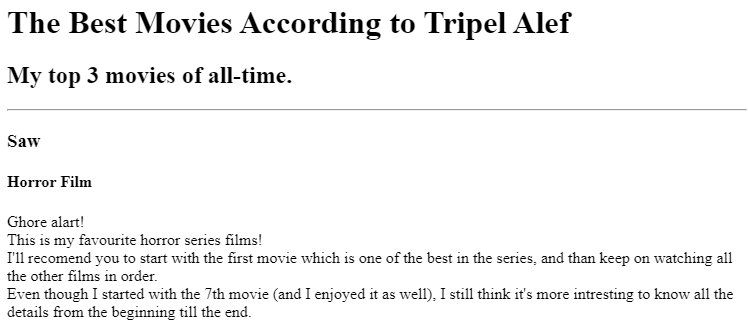 The Best Movies According to Tripel Alef
My top 3 movies of all-time.
Saw
Horror Film
Ghore alart!
This is my favourite horror series films!
I'll recomend you to start with the first movie which is one of the best in the series, and than keep on watching all
the other films in order.
Even though I started with the 7th movie (and I enjoyed it as well), I still think it's more intresting to know all the
details from the beginning till the end.